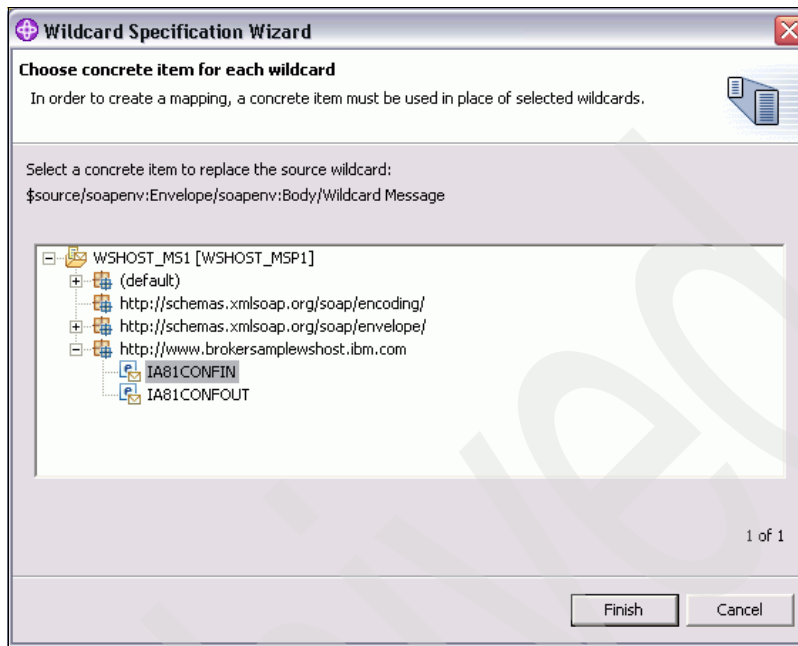 Wildcard Specification Wizard
Choose concrete item for each wildcard
In order to create a mapping, a concrete item must be used in place of selected wildcards.
Select a concrete item to replace the source wildcard:
$source/soapenv:Envelope/soapenv:Body/Wildcard Message
WSHOST_MS1 [WSHOST_MSP1]
(default)
http://schemas.xmlsoap.org/soap/encoding/
http://schemas.xmlsoap.org/soap/envelope/
http://www.brokersamplewshost.ibm.com
IA81CONFIN
IA81CONFOUT
1 of 1
Finish Cancel